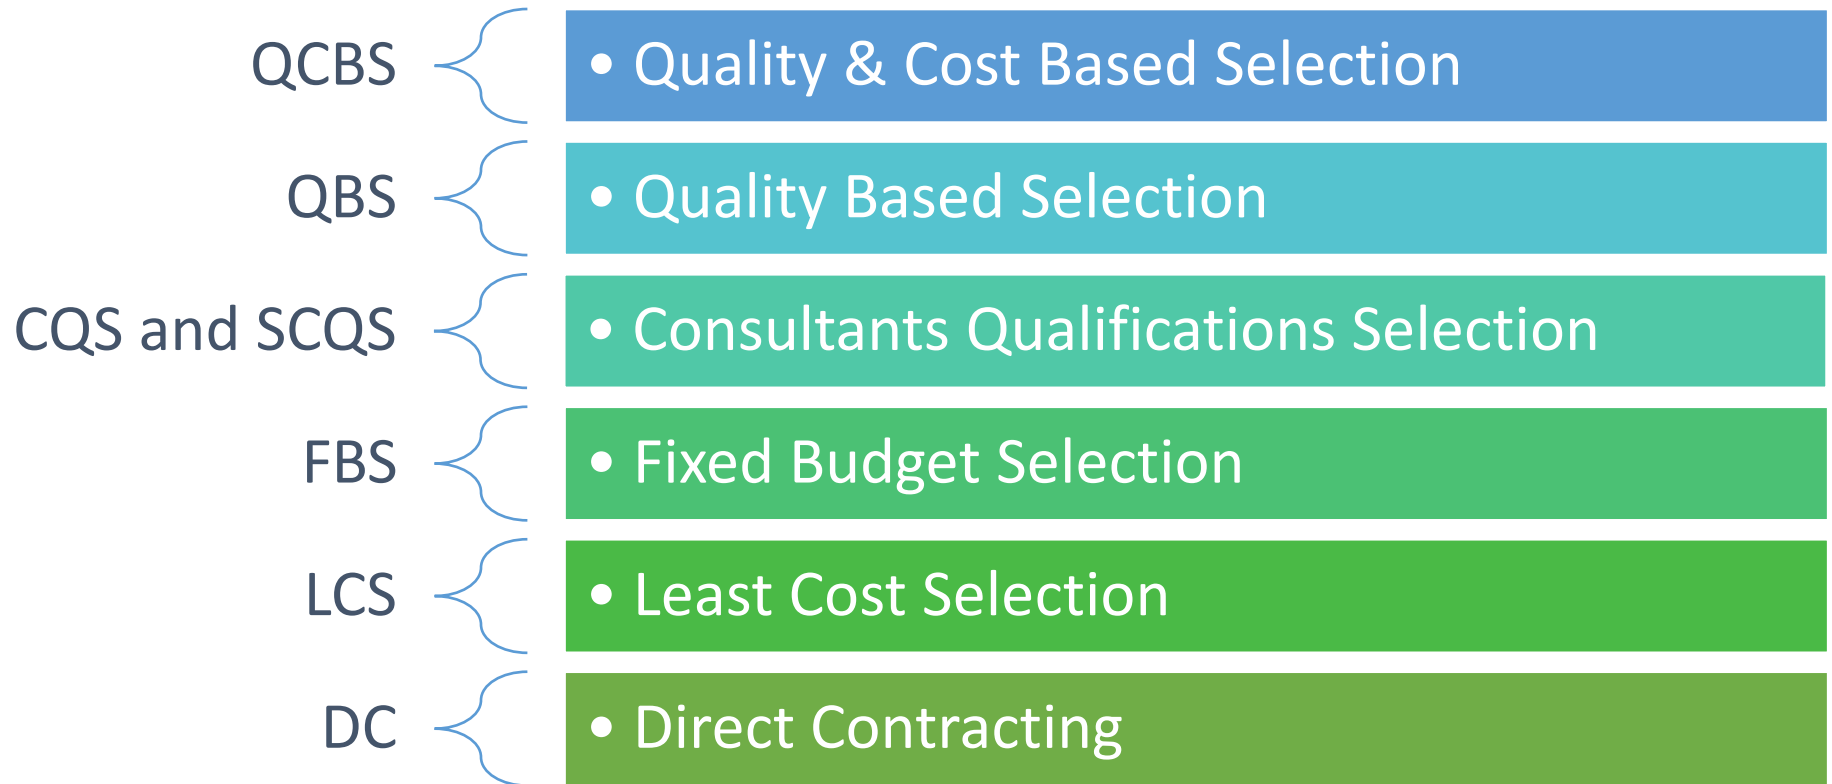 QCBS
• Quality & Cost Based Selection
QBS
• Quality Based Selection
CQS and SCQS
• Consultants Qualifications Selection
FBS
• Fixed Budget Selection
LCS
• Least Cost Selection
DC
• Direct Contracting